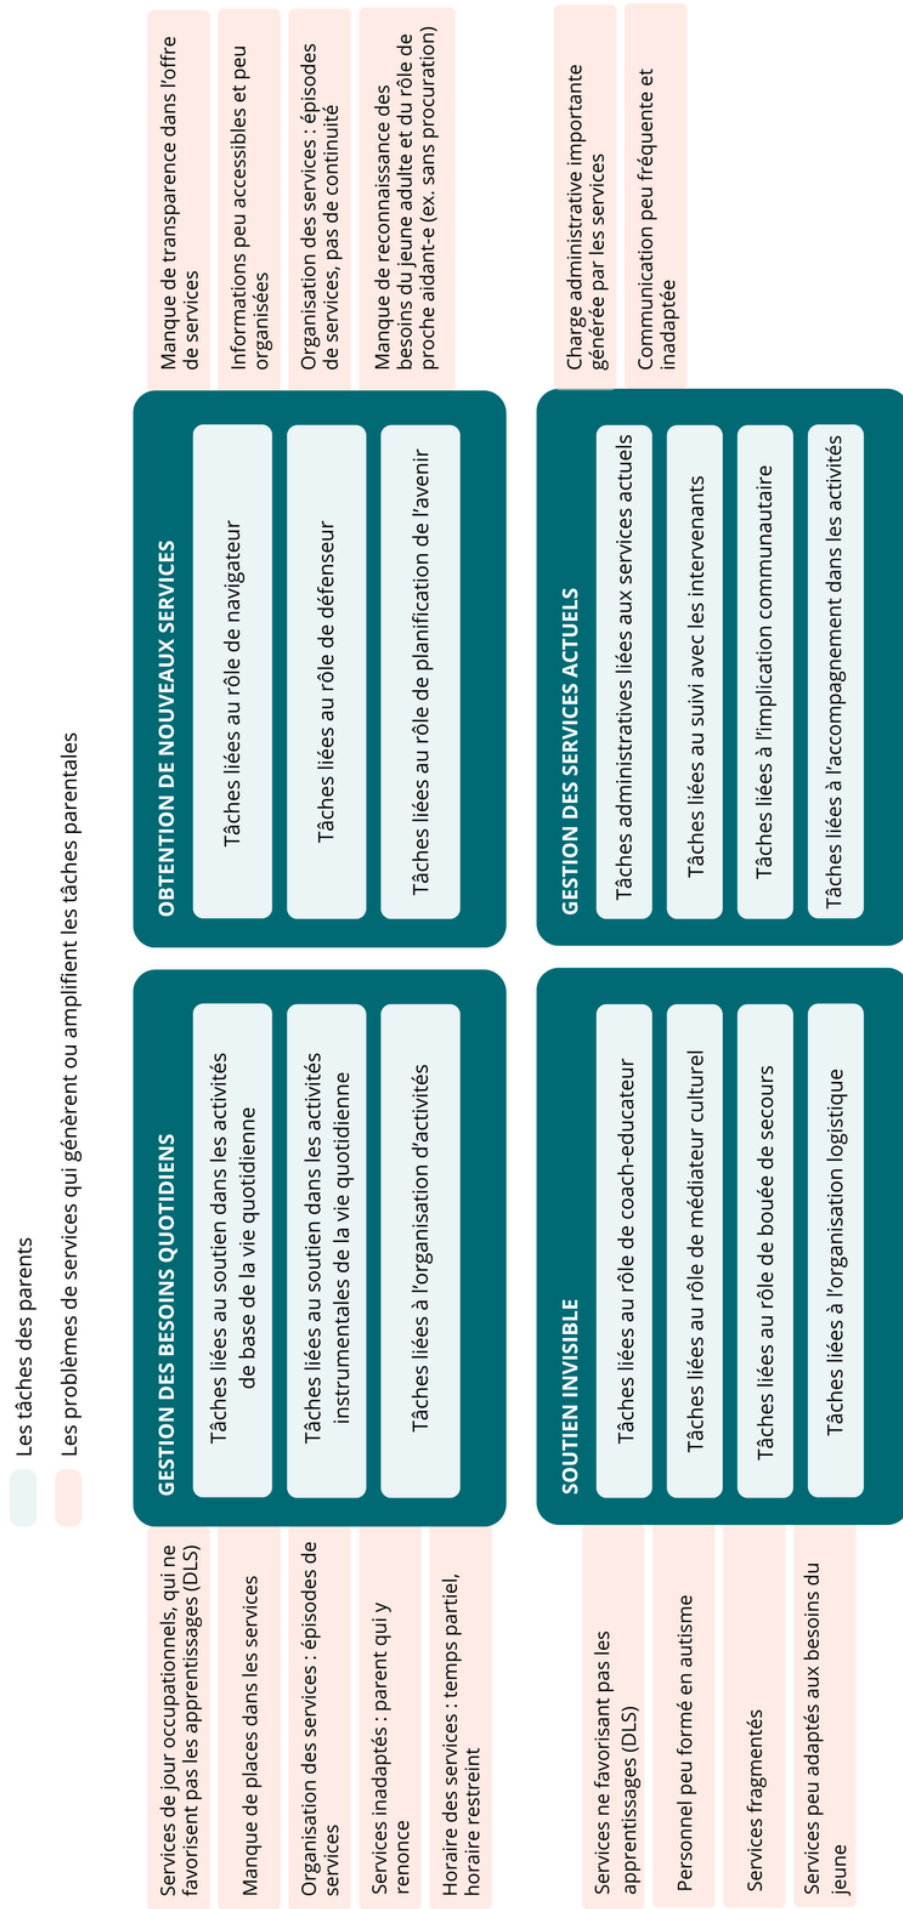 Les tâches des parents
Les problèmes de services qui génèrent ou amplifient les tâches parentales
Services de jour occupationnels, qui ne
favorisent pas les apprentissages (DLS)
Manque de places dans les services
Organisation des services : épisodes de
services
Services inadaptés : parent qui y
renonce
Horaire des services : temps partiel,
horaire restreint
GESTION DES BESOINS QUOTIDIENS
Tâches liées au soutien dans les activités
de base de la vie quotidienne
Tâches liées au soutien dans les activités
instrumentales de la vie quotidienne
Tâches liées à l'organisation d'activités
OBTENTION DE NOUVEAUX SERVICES
Tâches liées au rôle de navigateur
Tâches liées au rôle de défenseur
Tâches liées au rôle de planification de l'avenir
Manque de transparence dans l'offre
de services
Informations peu accessibles et peu
organisées
Organisation des services : épisodes
de services, pas de continuité
Manque de reconnaissance des
besoins du jeune adulte et du rôle de
proche aidant-e (ex. sans procuration)
Services ne favorisant pas les
apprentissages (DLS)
Personnel peu formé en autisme
Services fragmentés
Services peu adaptés aux besoins du
jeune
SOUTIEN INVISIBLE
Tâches liées au rôle de coach-educateur
Tâches liées au rôle de médiateur culturel
Tâches liées au rôle de bouée de secours
Tâches liées à l'organisation logistique
GESTION DES SERVICES ACTUELS
Tâches administratives liées aux services actuels
Tâches liées au suivi avec les intervenants
Tâches liées à l'implication communautaire
Tâches liées à l'accompagnement dans les activités
Charge administrative importante
générée par les services
Communication peu fréquente et
inadaptée